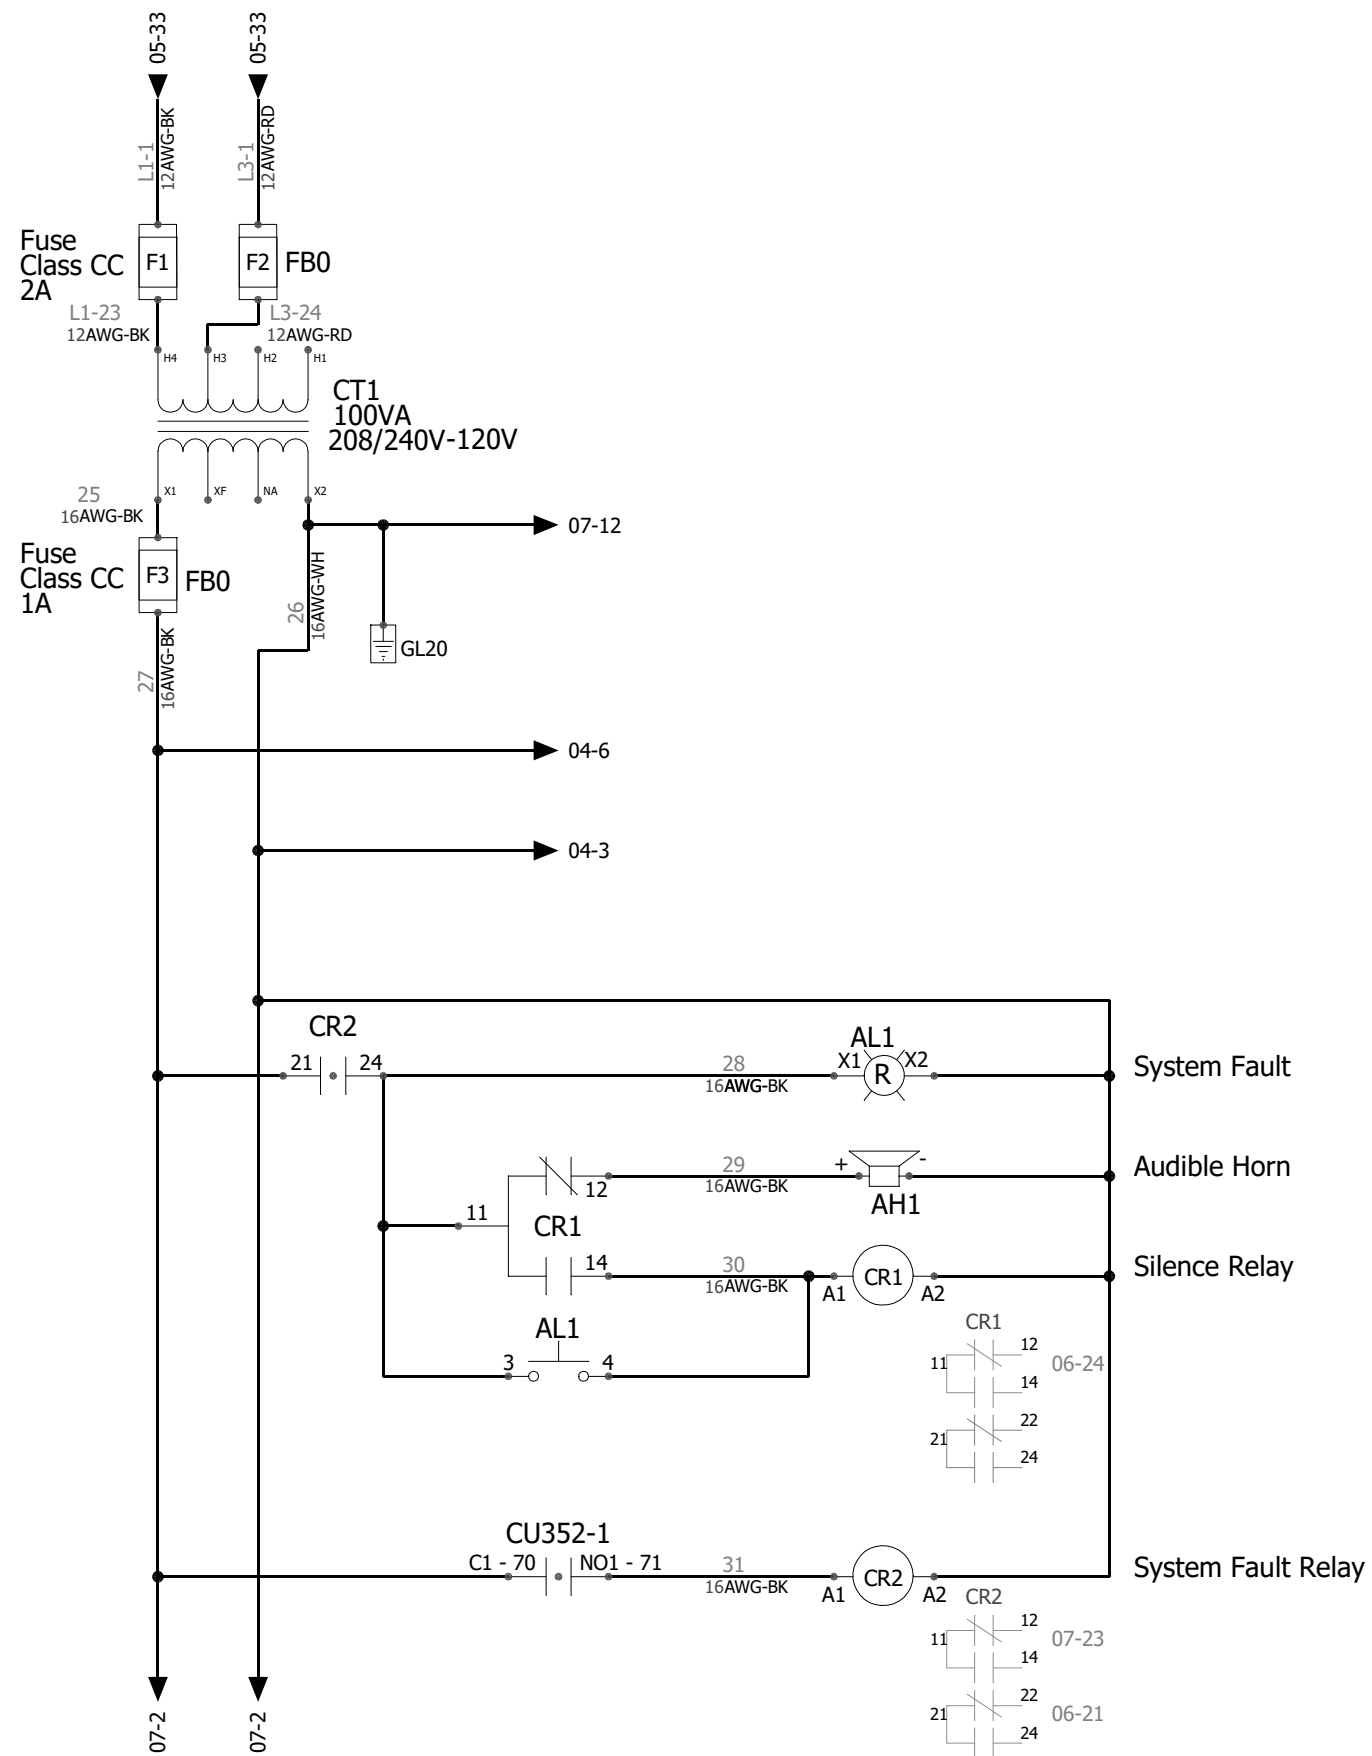 05-33
05-33
L1-1
12AWG-BK
L3-1
12AWG-RD
Fuse
Class CC
2A
F1
F2
FB0
L1-23
12AWG-BK
L3-24
12AWG-RD
H4
H3
H2
H1
CT1
100VA
208/240V-120V
X1
XF
NA
X2
25
16AWG-BK
07-12
Fuse
Class CC
1A
F3
FB0
26
16AWG-WH
GL20
27
16AWG-BK
04-6
04-3
CR2
21
24
28
16AWG-BK
AL1
X1
X2
R
System Fault
29
16AWG-BK
+
-
AH1
Audible Horn
12
11
CR1
14
30
16AWG-BK
CR1
A1
A2
Silence Relay
AL1
3
4
CR1
11
12
14
06-24
21
22
24
CU352-1
C1 - 70
NO1 - 71
31
16AWG-BK
CR2
A1
A2
System Fault Relay
CR2
11
12
14
07-23
21
22
24
06-21
07-2
07-2